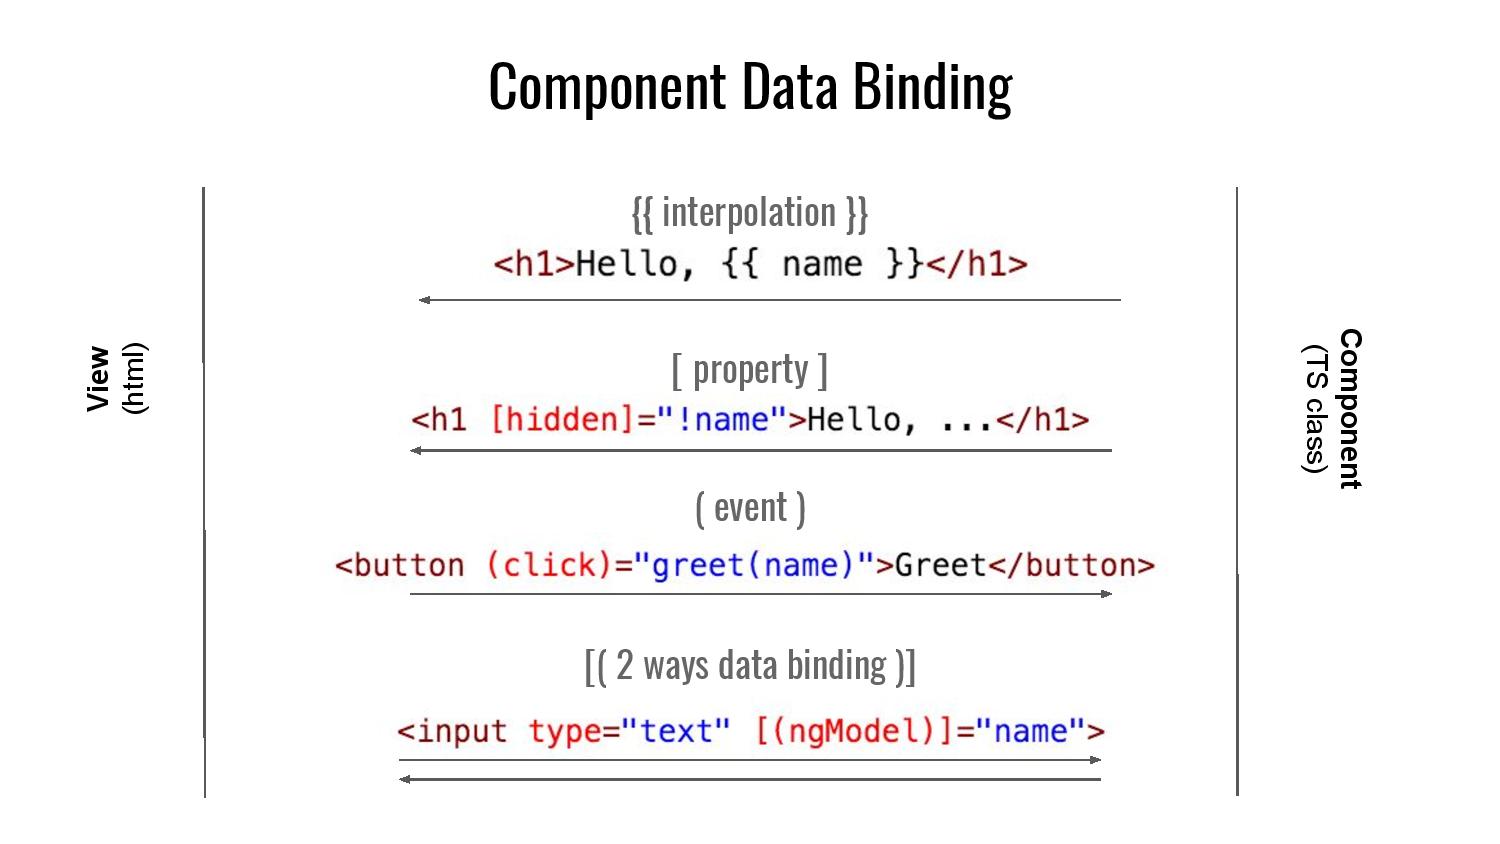 Component Data Binding
{{ interpolation }}
<h1>Hello, {{ name }}</h1>
View
(html)
[ property ]
<h1 [hidden]="!name">Hello, ...</h1>
Component
(TS class)
( event )
<button (click)="greet(name)">Greet</button>
[( 2 ways data binding )]
<input type="text" [(ngModel)]="name">